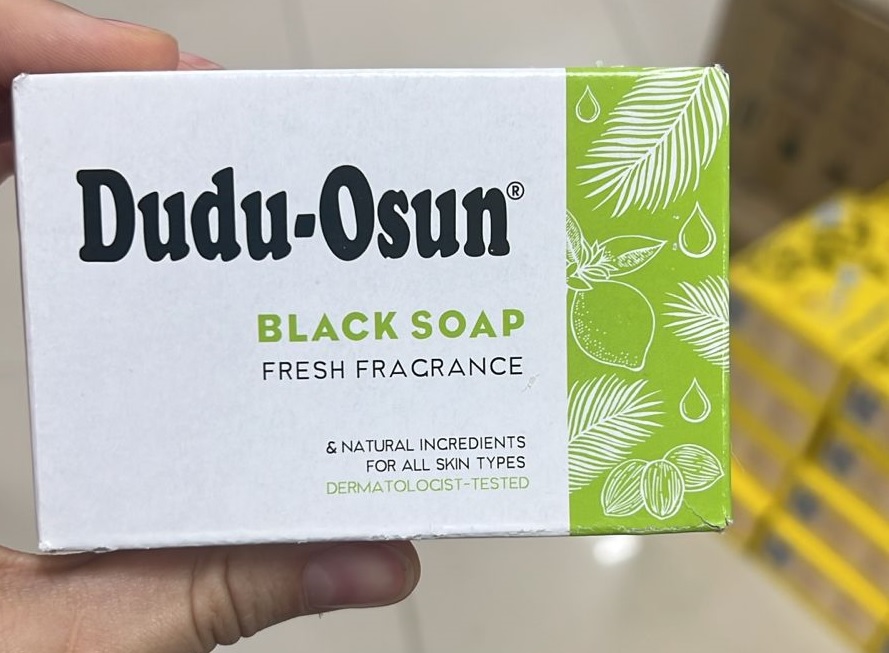 Dudu-Osun®
BLACK SOAP
FRESH FRAGRANCE
& NATURAL INGREDIENTS
FOR ALL SKIN TYPES
DERMATOLOGIST-TESTED